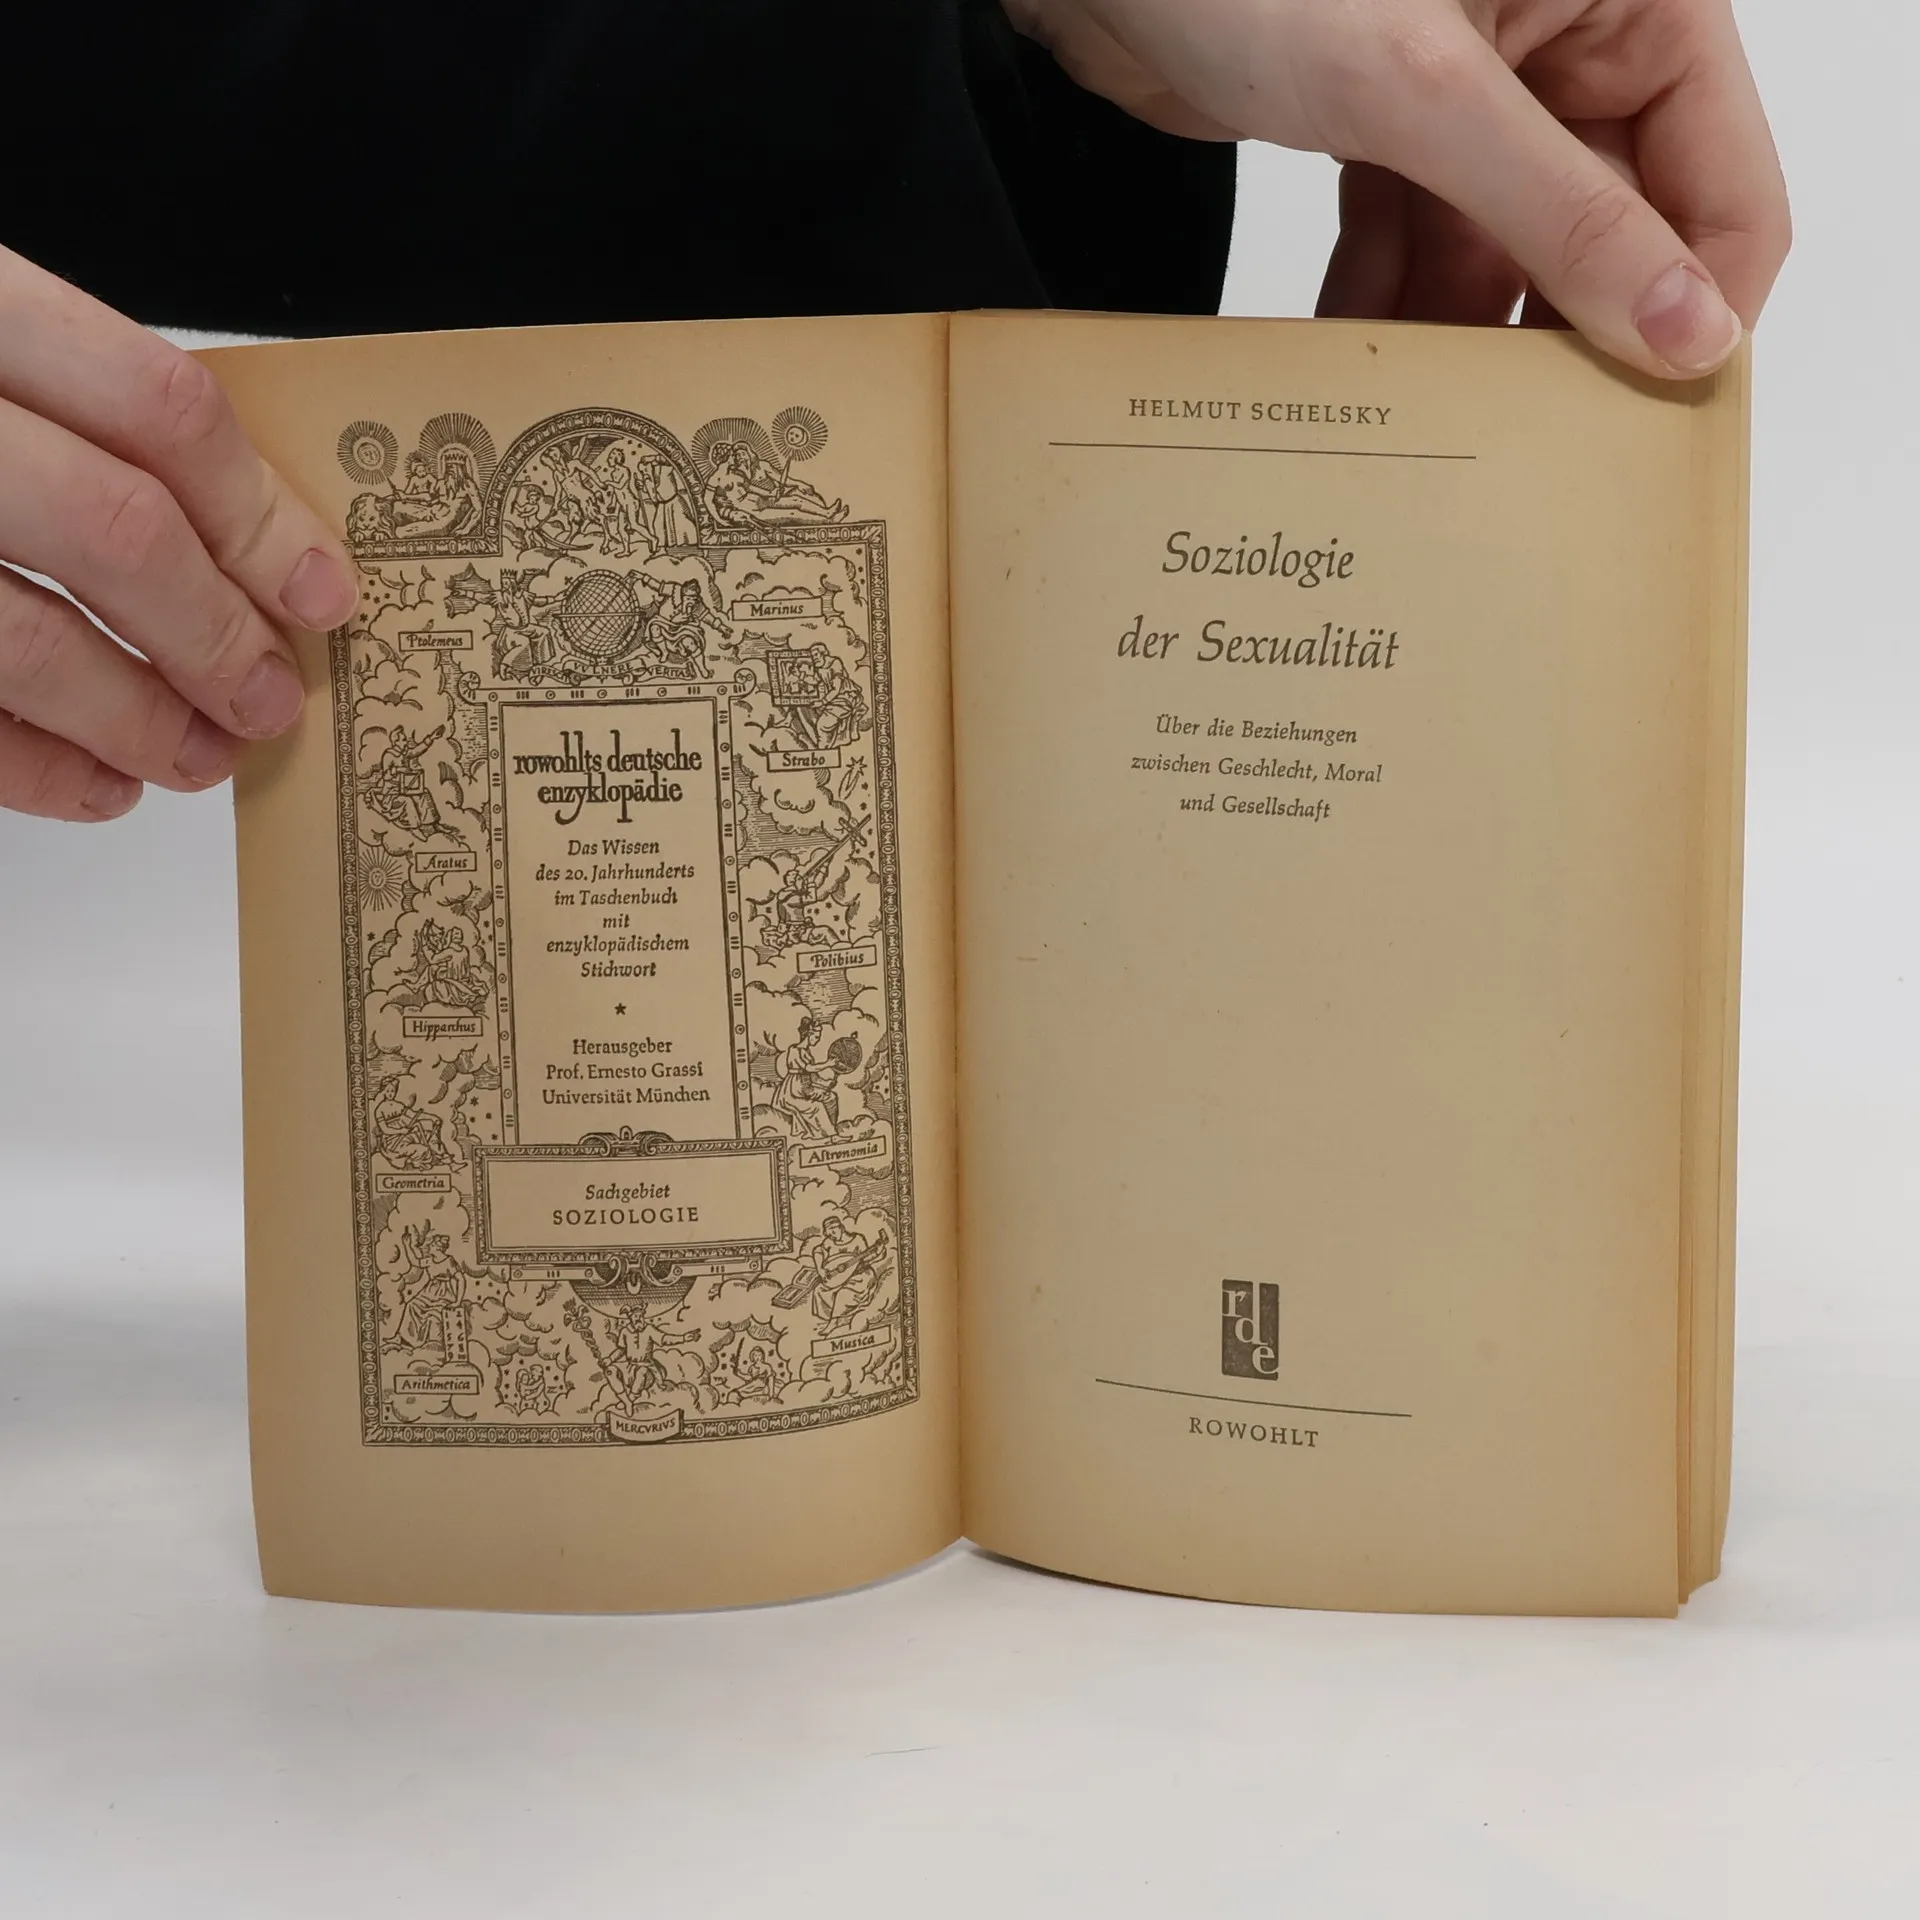 Ptolemeus
Marinus
VIRESCIT VULNERE VERITAS
Strabo
rowohlts deutsche
enzyklopädie
Das Wissen
des 20. Jahrhunderts
im Taschenbuch
mit
enzyklopädischem
Stichwort
★
Herausgeber
Prof. Ernesto Grassi
Universität München
Aratus
Polibius
Hipparchus
Astronomia
Geometria
Sachgebiet
SOZIOLOGIE
Musica
Arithmetica
MERCVRIVS
HELMUT SCHELSKY
Soziologie
der Sexualität
Über die Beziehungen
zwischen Geschlecht, Moral
und Gesellschaft
rde
ROWOHLT